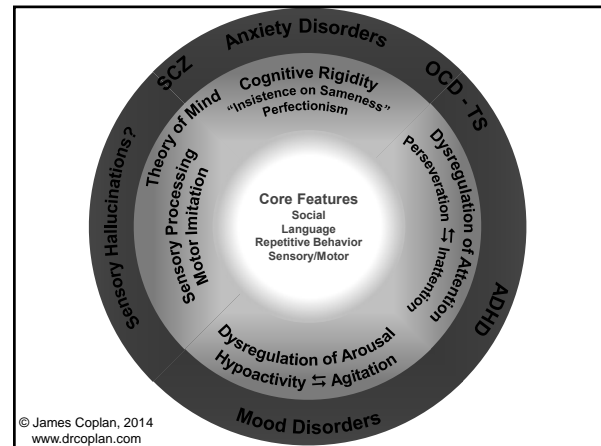 Anxiety Disorders
SCZ
OCD - TS
Sensory Hallucinations?
ADHD
Mood Disorders
Cognitive Rigidity
“Insistence on Sameness”
Perfectionism
Theory of Mind
Sensory Processing
Motor Imitation
Dysregulation of Attention
Perseveration ⇆ Inattention
Dysregulation of Arousal
Hypoactivity ⇆ Agitation
Core Features
Social
Language
Repetitive Behavior
Sensory/Motor
© James Coplan, 2014
www.drcoplan.com